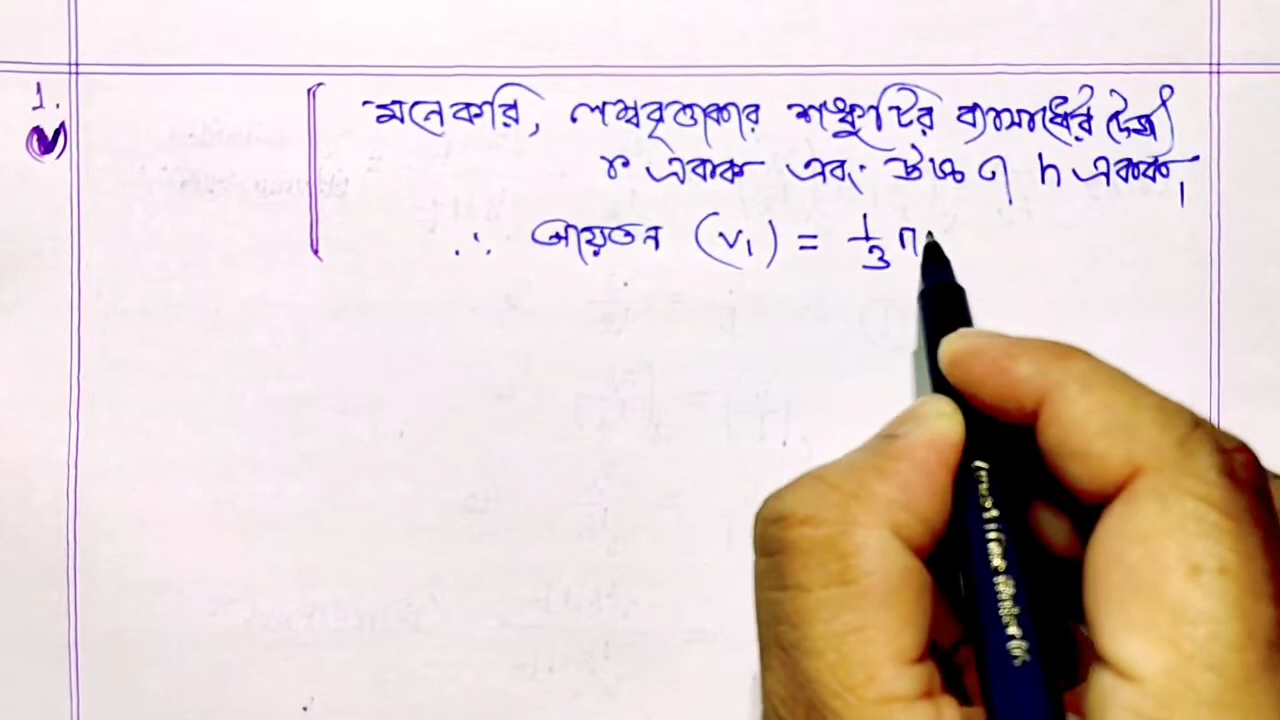 1.
(v)
মনেকরি, লম্ববৃত্তাকার শঙ্কুটির ব্যাসার্ধের দৈর্ঘ্য
r একক এবং উচ্চতা h একক।
∴ আয়তন (v₁) = 1/3 π